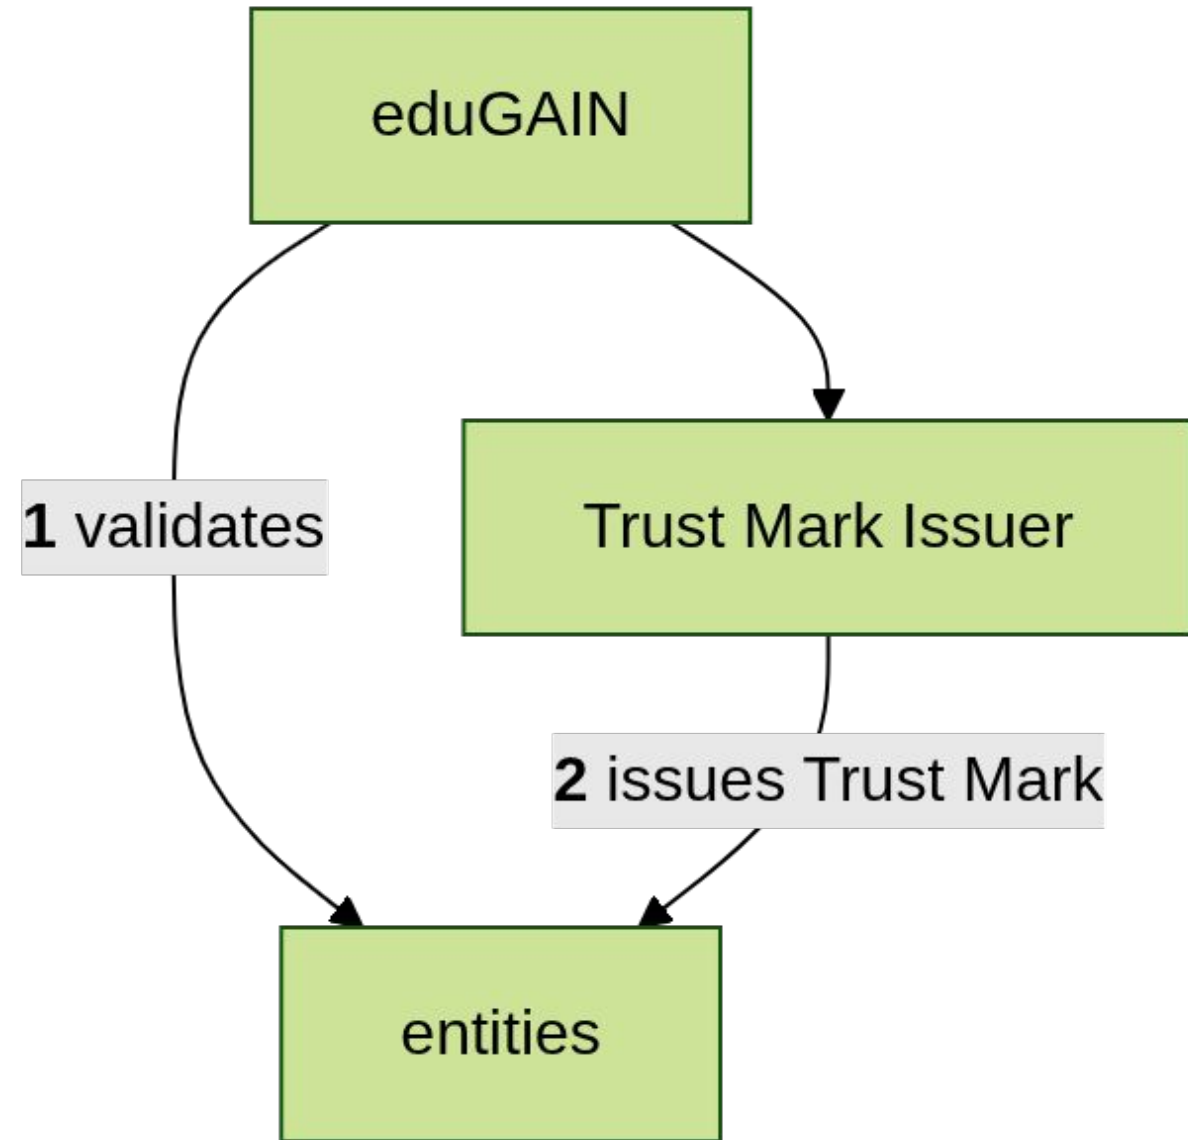 eduGAIN
1 validates
Trust Mark Issuer
2 issues Trust Mark
entities